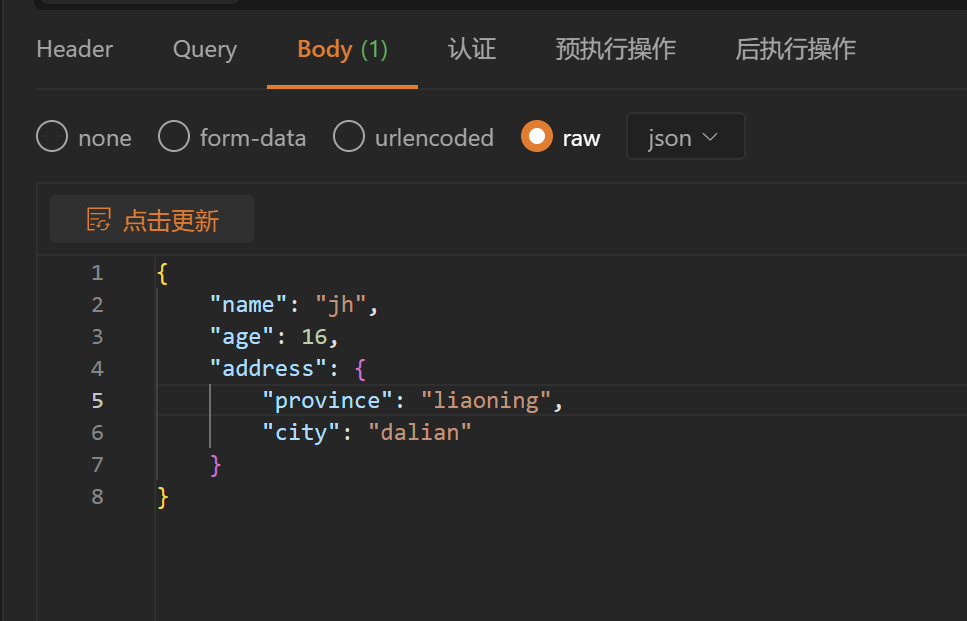 Header Query Body (1) 认证 预执行操作 后执行操作
none form-data urlencoded raw json
点击更新
1 {
2 "name": "jh",
3 "age": 16,
4 "address": {
5 "province": "liaoning",
6 "city": "dalian"
7 }
8 }